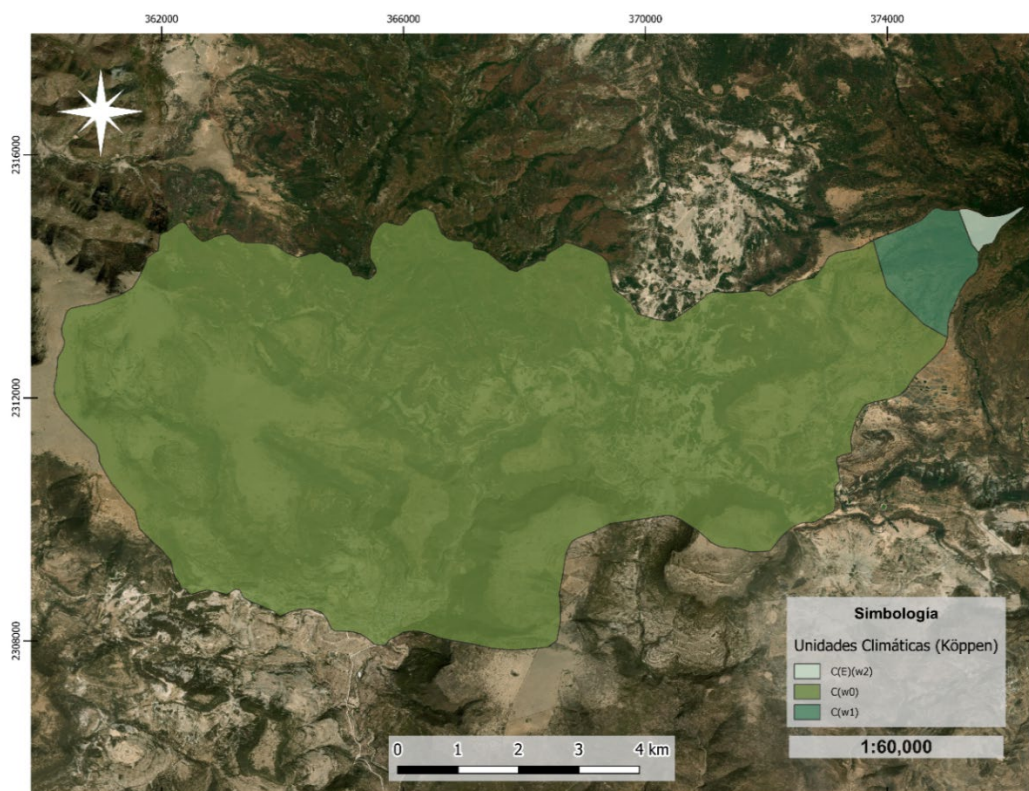 362000 366000 370000 374000
2316000
2312000
2308000
Simbología
Unidades Climáticas (Köppen)
C(E)(w2)
C(w0)
C(w1)
0 1 2 3 4 km
1:60,000